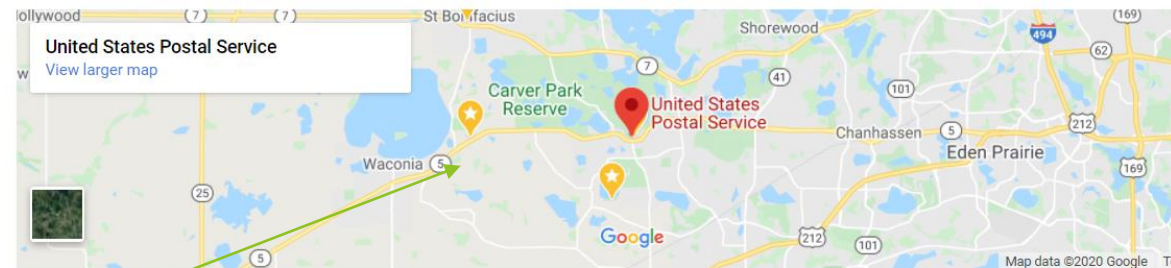 ollywood
7
7
St Bonifacius
169
United States Postal Service
View larger map
Shorewood
494
62
7
41
101
Carver Park
Reserve
United States
Postal Service
212
Chanhassen
5
Eden Prairie
Waconia
5
169
25
Google
212
101
5
Map data ©2020 Google